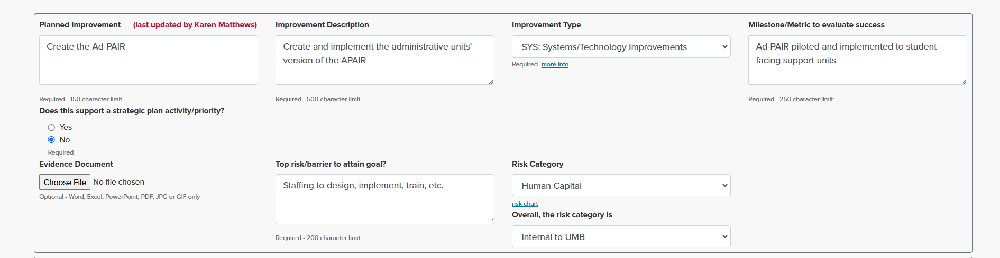 Planned Improvement (last updated by Karen Matthews)
Create the Ad-PAIR
Required - 150 character limit
Improvement Description
Create and implement the administrative units'
version of the APAIR
Required - 500 character limit
Improvement Type
SYS: Systems/Technology Improvements
Required -more info
Milestone/Metric to evaluate success
Ad-PAIR piloted and implemented to student-
facing support units
Required - 250 character limit
Does this support a strategic plan activity/priority?
Yes
No
Required
Evidence Document
Choose File No file chosen
Optional - Word, Excel, PowerPoint, PDF, JPG or GIF only
Top risk/barrier to attain goal?
Staffing to design, implement, train, etc.
Required - 200 character limit
Risk Category
Human Capital
risk chart
Overall, the risk category is
Internal to UMB